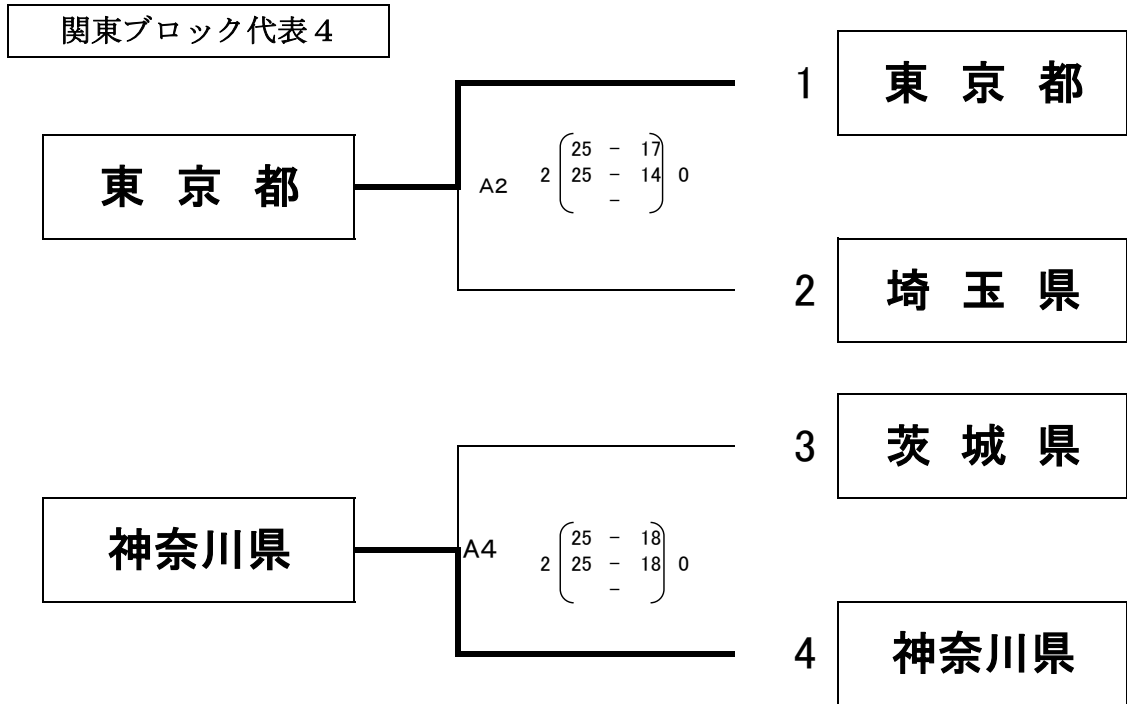 関東ブロック代表４
1 東 京 都
東 京 都
A2
25 - 17
2 25 - 14 0
-
2 埼 玉 県
3 茨 城 県
神奈川県
A4
25 - 18
2 25 - 18 0
-
4 神奈川県